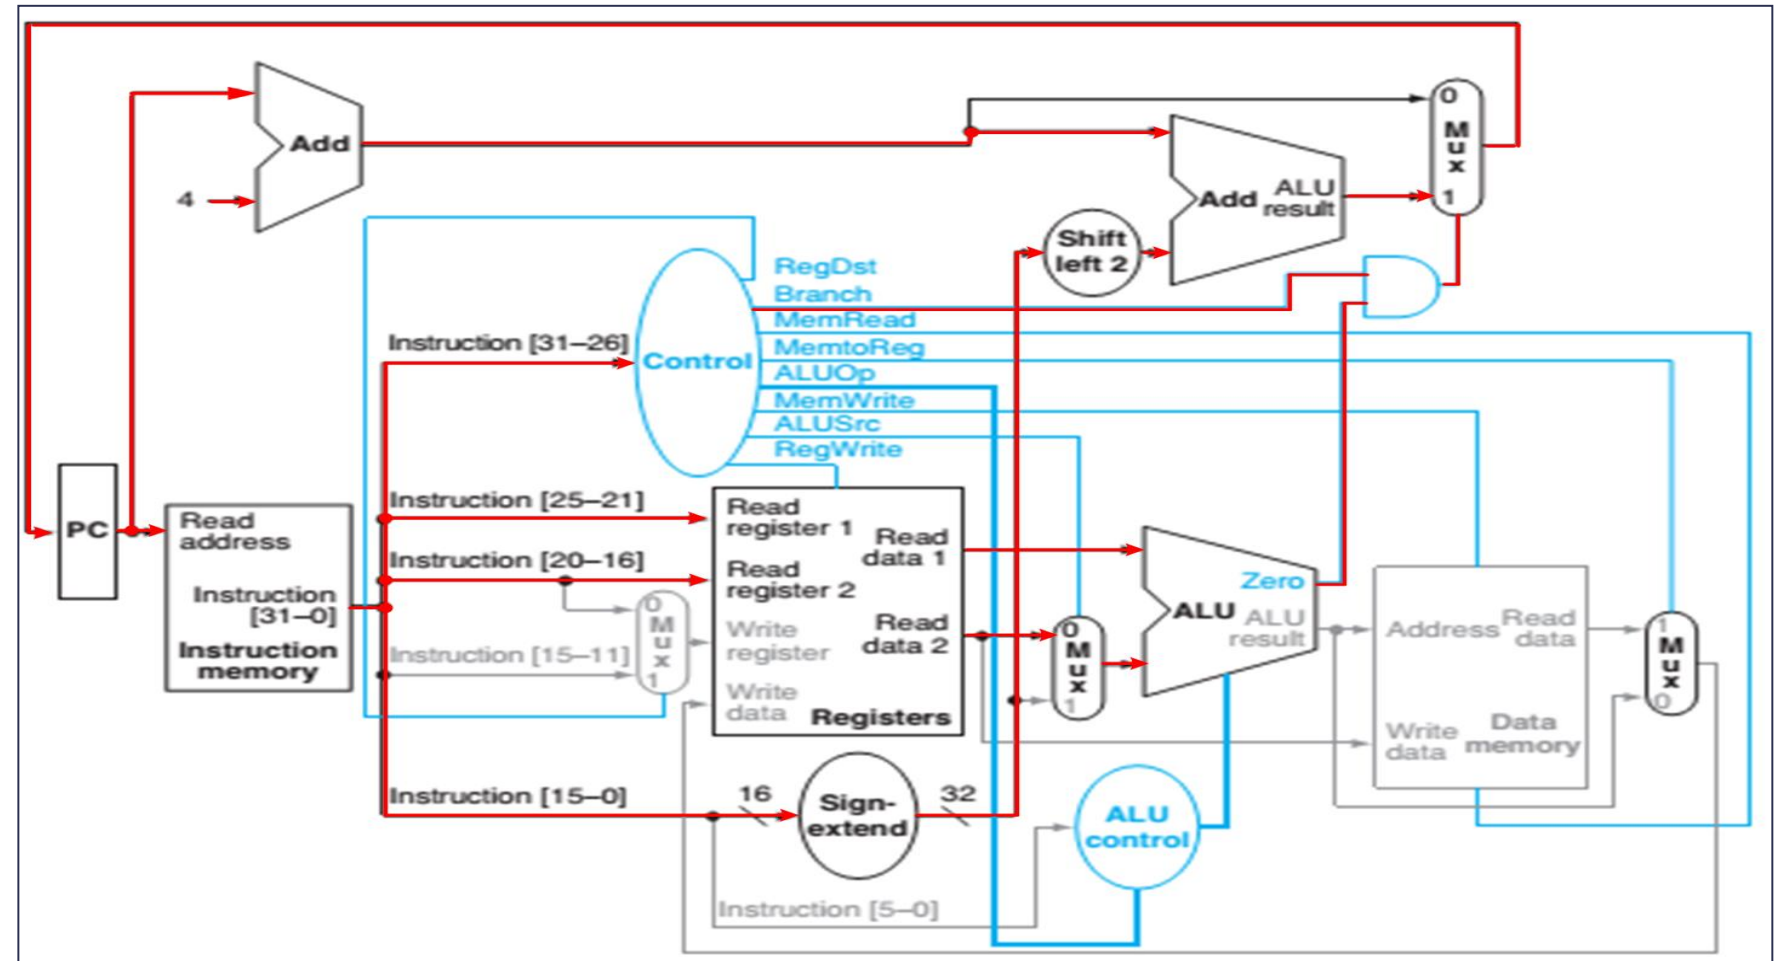 0
M
u
x
1
Add
4
Add
ALU
result
Shift
left 2
RegDst
Branch
MemRead
MemtoReg
ALUOp
MemWrite
ALUSrc
RegWrite
Control
Instruction [31–26]
Instruction [25–21]
Instruction [20–16]
Instruction [15–11]
Instruction [15–0]
PC
Read
address
Instruction
[31–0]
Instruction
memory
0
M
u
x
1
Read
register 1
Read
register 2
Write
register
Write
data
Read
data 1
Read
data 2
Registers
0
M
u
x
1
Zero
ALU
ALU
result
Address
Read
data
Write
data
Data
memory
1
M
u
x
0
16
Sign-
extend
32
ALU
control
Instruction [5–0]